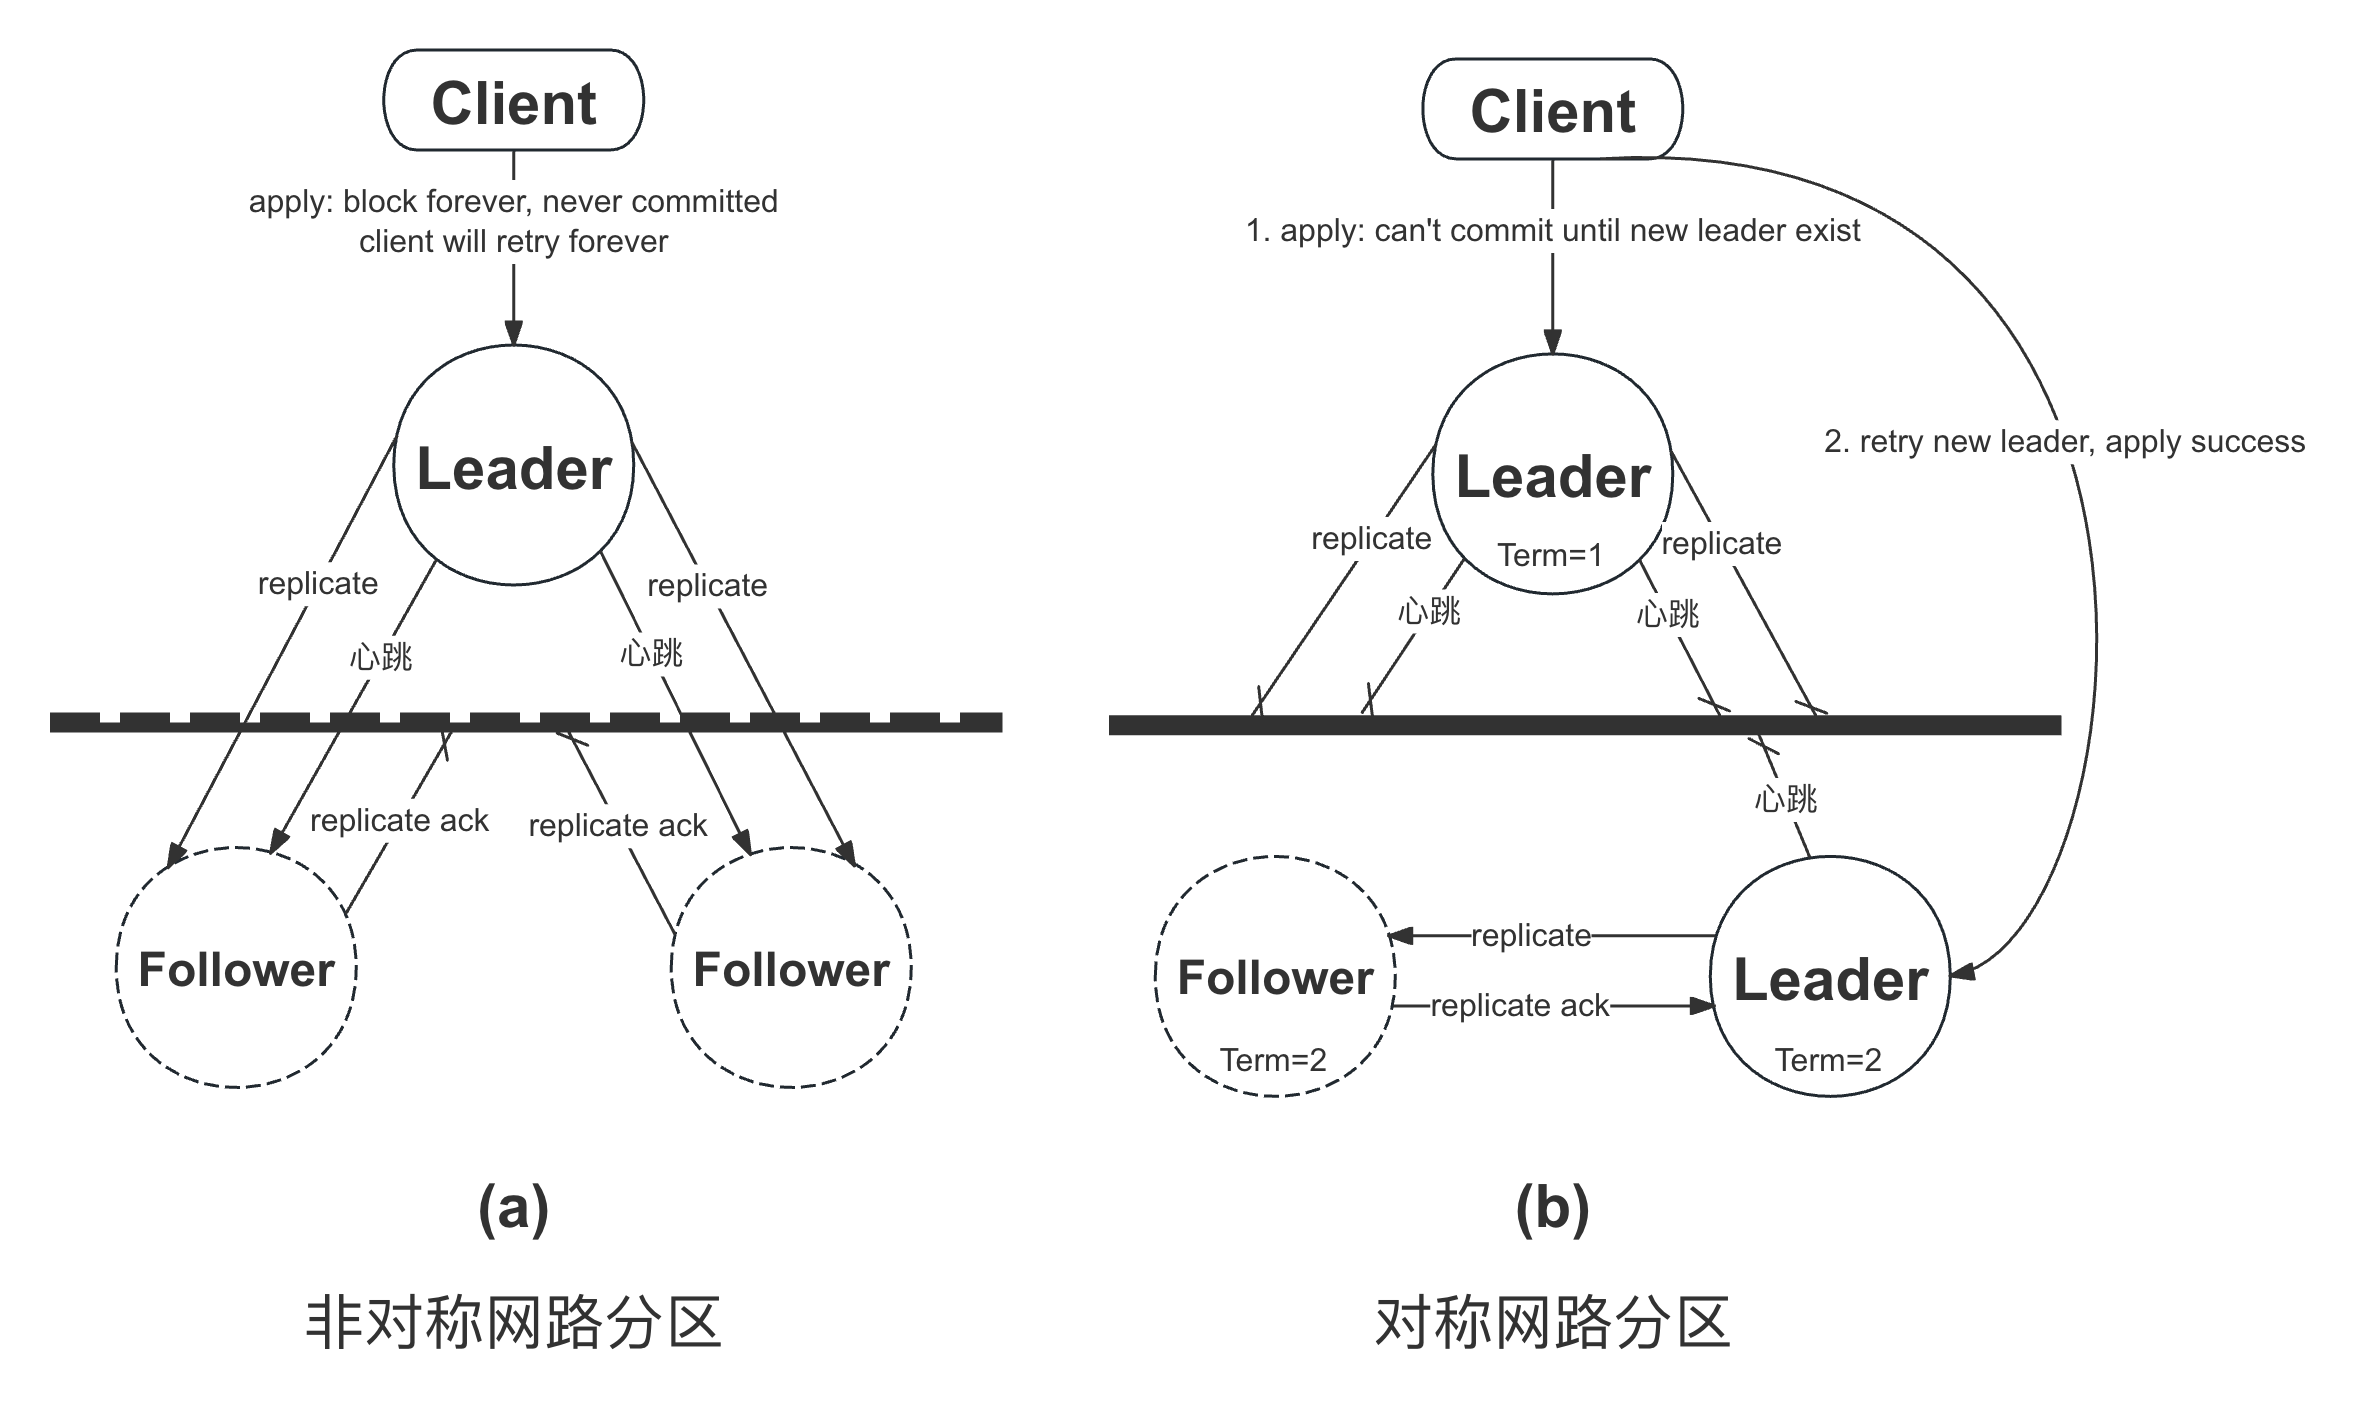 Client
apply: block forever, never committed
client will retry forever
Leader
replicate
replicate
心跳
心跳
replicate ack
replicate ack
Follower
Follower
(a)
非对称网路分区
Client
1. apply: can't commit until new leader exist
2. retry new leader, apply success
Leader
Term=1
replicate
replicate
心跳
心跳
心跳
replicate
replicate ack
Follower
Term=2
Leader
Term=2
(b)
对称网路分区